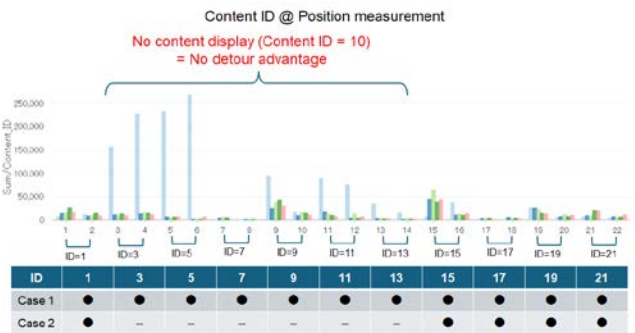 Content ID @ Position measurement
No content display (Content ID = 10)
= No detour advantage
Sum/Content_ID
250,000
200,000
150,000
100,000
50,000
0
1 2 3 4 5 6 7 8 9 10 11 12 13 14 15 16 17 18 19 20 21 22
ID=1 ID=3 ID=5 ID=7 ID=9 ID=11 ID=13 ID=15 ID=17 ID=19 ID=21
ID 1 3 5 7 9 11 13 15 17 19 21
Case 1 ● ● ● ● ● ● ● ● ● ● ●
Case 2 ● – – – – – – ● ● ● ●